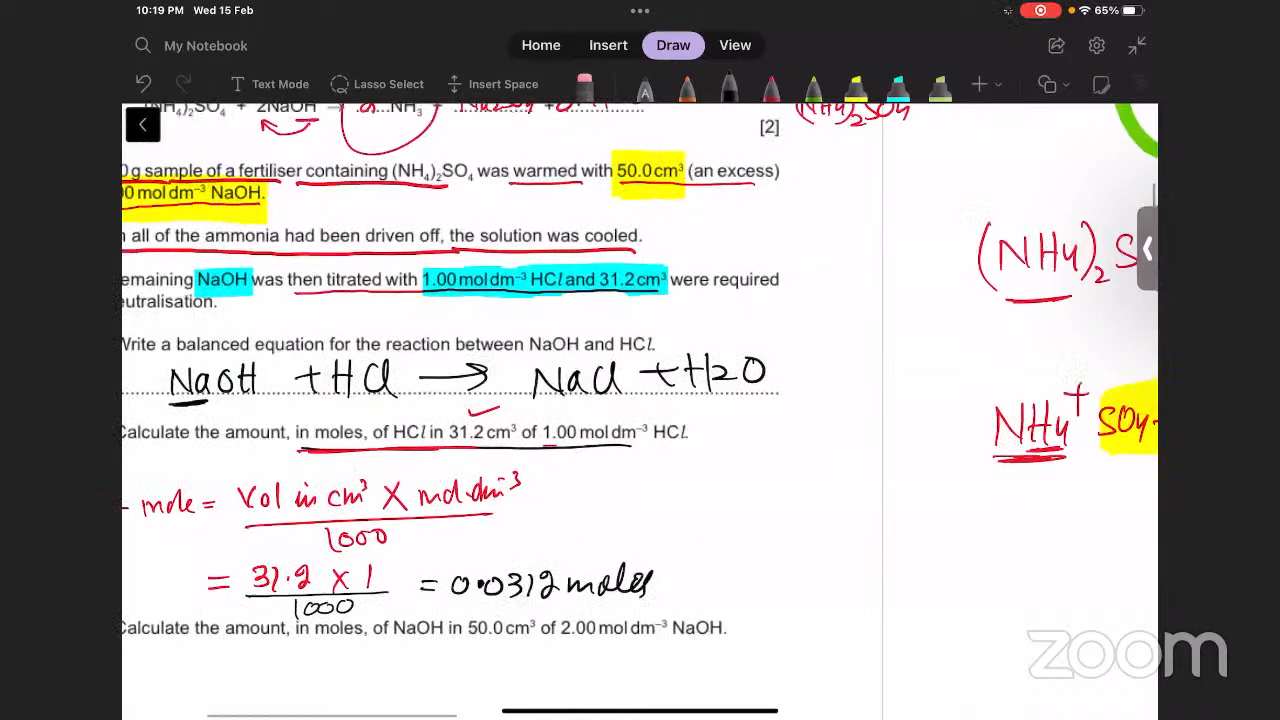 10:19 PM Wed 15 Feb
65%
My Notebook
Home Insert Draw View
Text Mode Lasso Select Insert Space
(NH4)2SO4 + 2NaOH → NH3 +
[2]
(NH4)2SO4
0 g sample of a fertiliser containing (NH4)2SO4 was warmed with 50.0 cm³ (an excess)
00 mol dm⁻³ NaOH.
n all of the ammonia had been driven off, the solution was cooled.
emaining NaOH was then titrated with 1.00 mol dm⁻³ HCl and 31.2 cm³ were required
eutralisation.
Write a balanced equation for the reaction between NaOH and HCl.
NaOH + HCl → NaCl + H2O
Calculate the amount, in moles, of HCl in 31.2 cm³ of 1.00 mol dm⁻³ HCl.
- mole = Vol in cm³ X mol dm⁻³
1000
= 31.2 x 1 = 0.0312 moles
1000
Calculate the amount, in moles, of NaOH in 50.0 cm³ of 2.00 mol dm⁻³ NaOH.
(NH4)2 S
NH4+ SO4-
zoom